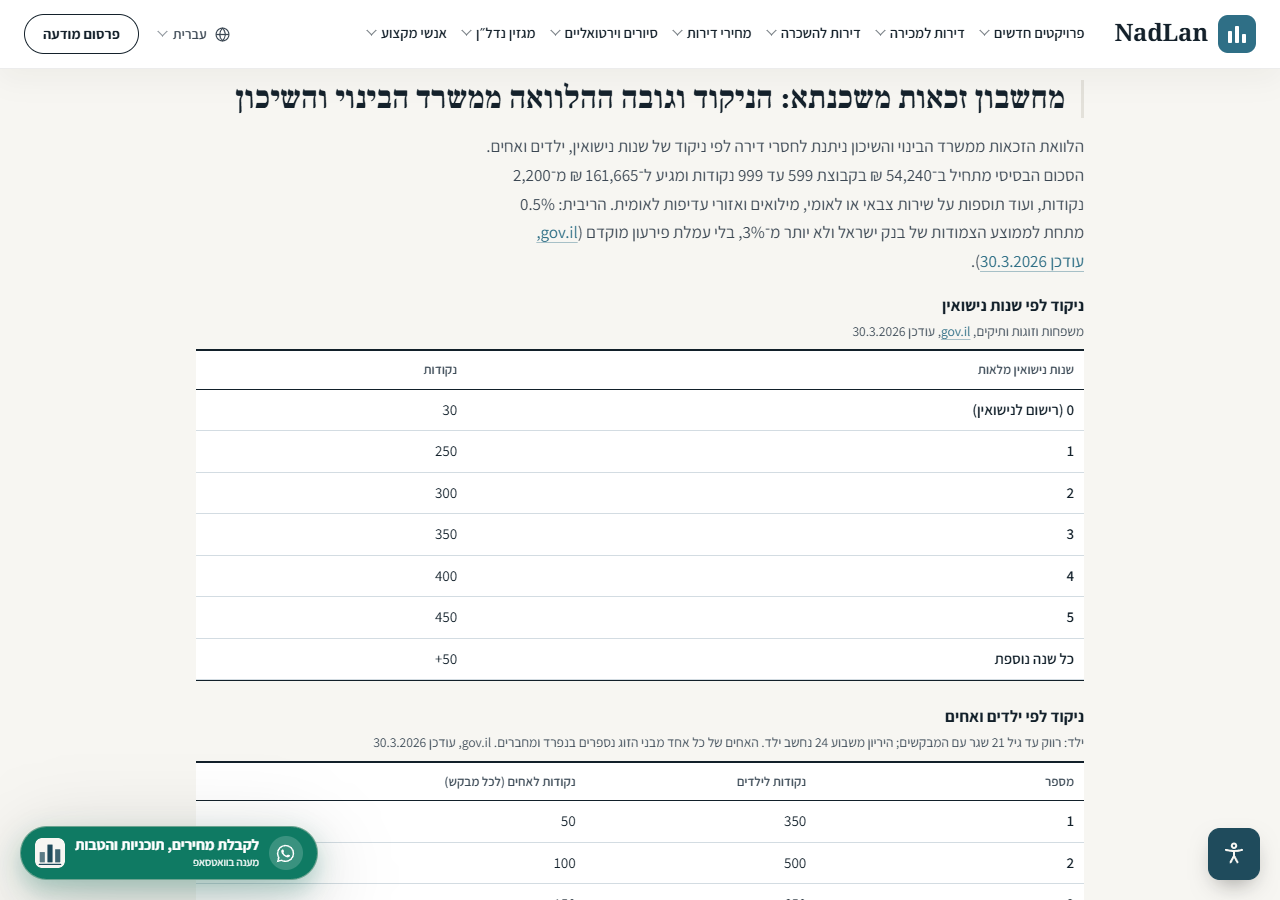 NadLan
פרויקטים חדשים
דירות למכירה
דירות להשכרה
מחירי דירות
סיורים וירטואליים
מגזין נדל״ן
אנשי מקצוע
עברית
פרסום מודעה
מחשבון זכאות משכנתא: הניקוד וגובה ההלוואה ממשרד הבינוי והשיכון
הלוואת הזכאות ממשרד הבינוי והשיכון ניתנת לחסרי דירה לפי ניקוד של שנות נישואין, ילדים ואחים.
הסכום הבסיסי מתחיל ב־54,240 ₪ בקבוצת 599 עד 999 נקודות ומגיע ל־161,665 ₪ מ־2,200
נקודות, ועוד תוספות על שירות צבאי או לאומי, מילואים ואזורי עדיפות לאומית. הריבית: 0.5%
מתחת לממוצע הצמודות של בנק ישראל ולא יותר מ־3%, בלי עמלת פירעון מוקדם (gov.il,
עודכן 30.3.2026).
ניקוד לפי שנות נישואין
משפחות וזוגות ותיקים, gov.il, עודכן 30.3.2026
שנות נישואין מלאות נקודות
0 (רישום לנישואין) 30
1 250
2 300
3 350
4 400
5 450
כל שנה נוספת 50+
ניקוד לפי ילדים ואחים
ילד: רווק עד גיל 21 שגר עם המבקשים; היריון משבוע 24 נחשב ילד. האחים של כל אחד מבני הזוג נספרים בנפרד ומחברים. gov.il, עודכן 30.3.2026
מספר נקודות לילדים נקודות לאחים (לכל מבקש)
1 350 50
2 500 100
לקבלת מחירים, תוכניות והטבות
מענה בוואטסאפ